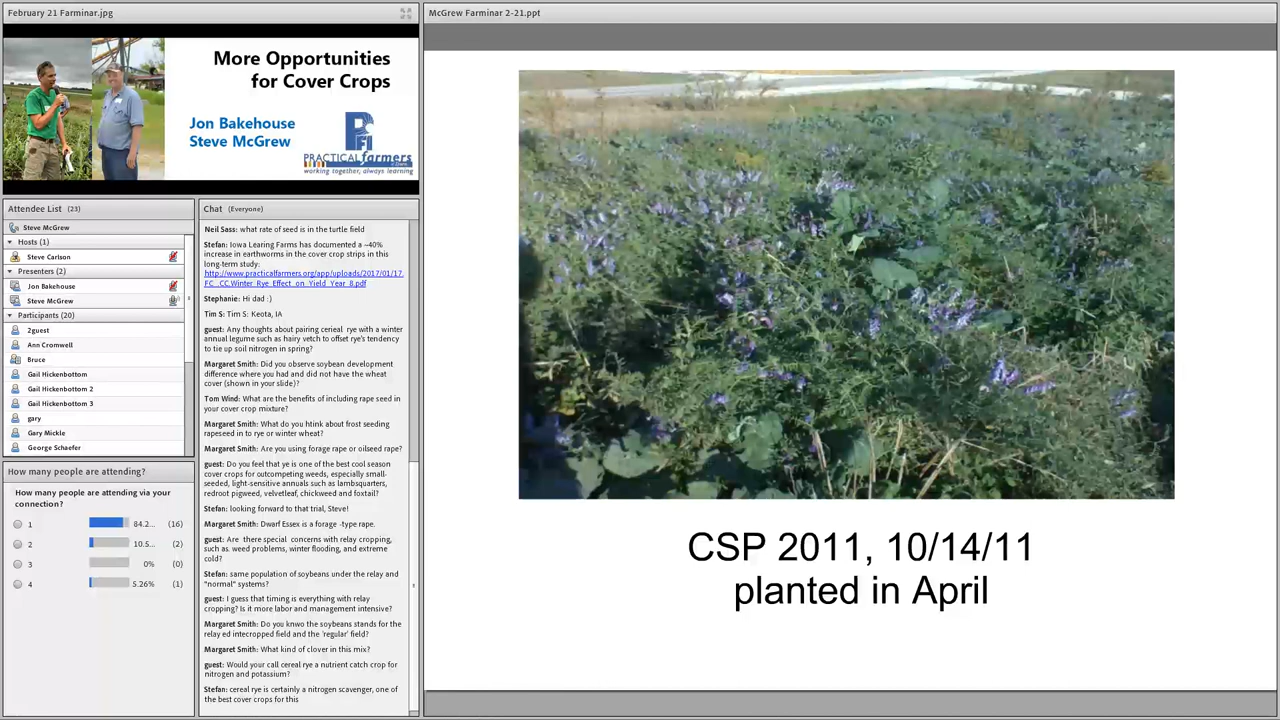 February 21 Farminar.jpg
More Opportunities
for Cover Crops
Jon Bakehouse
Steve McGrew
PFI
PRACTICAL farmers
working together, always learning
Attendee List (23)
Steve McGrew
Hosts (1)
Steve Carlson
Presenters (2)
Jon Bakehouse
Steve McGrew
Participants (20)
2guest
Ann Cromwell
Bruce
Gail Hickenbottom
Gail Hickenbottom 2
Gail Hickenbottom 3
gary
Gary Mickle
George Schaefer
How many people are attending?
How many people are attending via your
connection?
1 84.2... (16)
2 10.5... (2)
3 0% (0)
4 5.26% (1)
Chat (Everyone)
Neil Sass: what rate of seed is in the turtle field
Stefan: Iowa Learing Farms has documented a ~40%
increase in earthworms in the cover crop strips in this
long-term study:
http://www.practicalfarmers.org/app/uploads/2017/01/17.
FC_.CC.Winter_Rye_Effect_on_Yield_Year_8.pdf
Stephanie: Hi dad :)
Tim S: Tim S: Keota, IA
guest: Any thoughts about pairing cerieal rye with a winter
annual legume such as hairy vetch to offset rye's tendency
to tie up soil nitrogen in spring?
Margaret Smith: Did you observe soybean development
difference where you had and did not have the wheat
cover (shown in your slide)?
Tom Wind: What are the benefits of including rape seed in
your cover crop mixture?
Margaret Smith: What do you htink about frost seeding
rapeseed in to rye or winter wheat?
Margaret Smith: Are you using forage rape or oilseed rape?
guest: Do you feel that ye is one of the best cool season
cover crops for outcompeting weeds, especially small-
seeded, light-sensitive annuals such as lambsquarters,
redroot pigweed, velvetleaf, chickweed and foxtail?
Stefan: looking forward to that trial, Steve!
Margaret Smith: Dwarf Essex is a forage -type rape.
guest: Are there special concerns with relay cropping,
such as weed problems, winter flooding, and extreme
cold?
Stefan: same population of soybeans under the relay and
"normal" systems?
guest: I guess that timing is everything with relay
cropping? Is it more labor and management intensive?
Margaret Smith: Do you knwo the soybeans stands for the
relay ed intecropped field and the 'regular' field?
Margaret Smith: What kind of clover in this mix?
guest: Would your call cereal rye a nutrient catch crop for
nitrogen and potassium?
Stefan: cereal rye is certainly a nitrogen scavenger, one of
the best cover crops for this
McGrew Farminar 2-21.ppt
CSP 2011, 10/14/11
planted in April